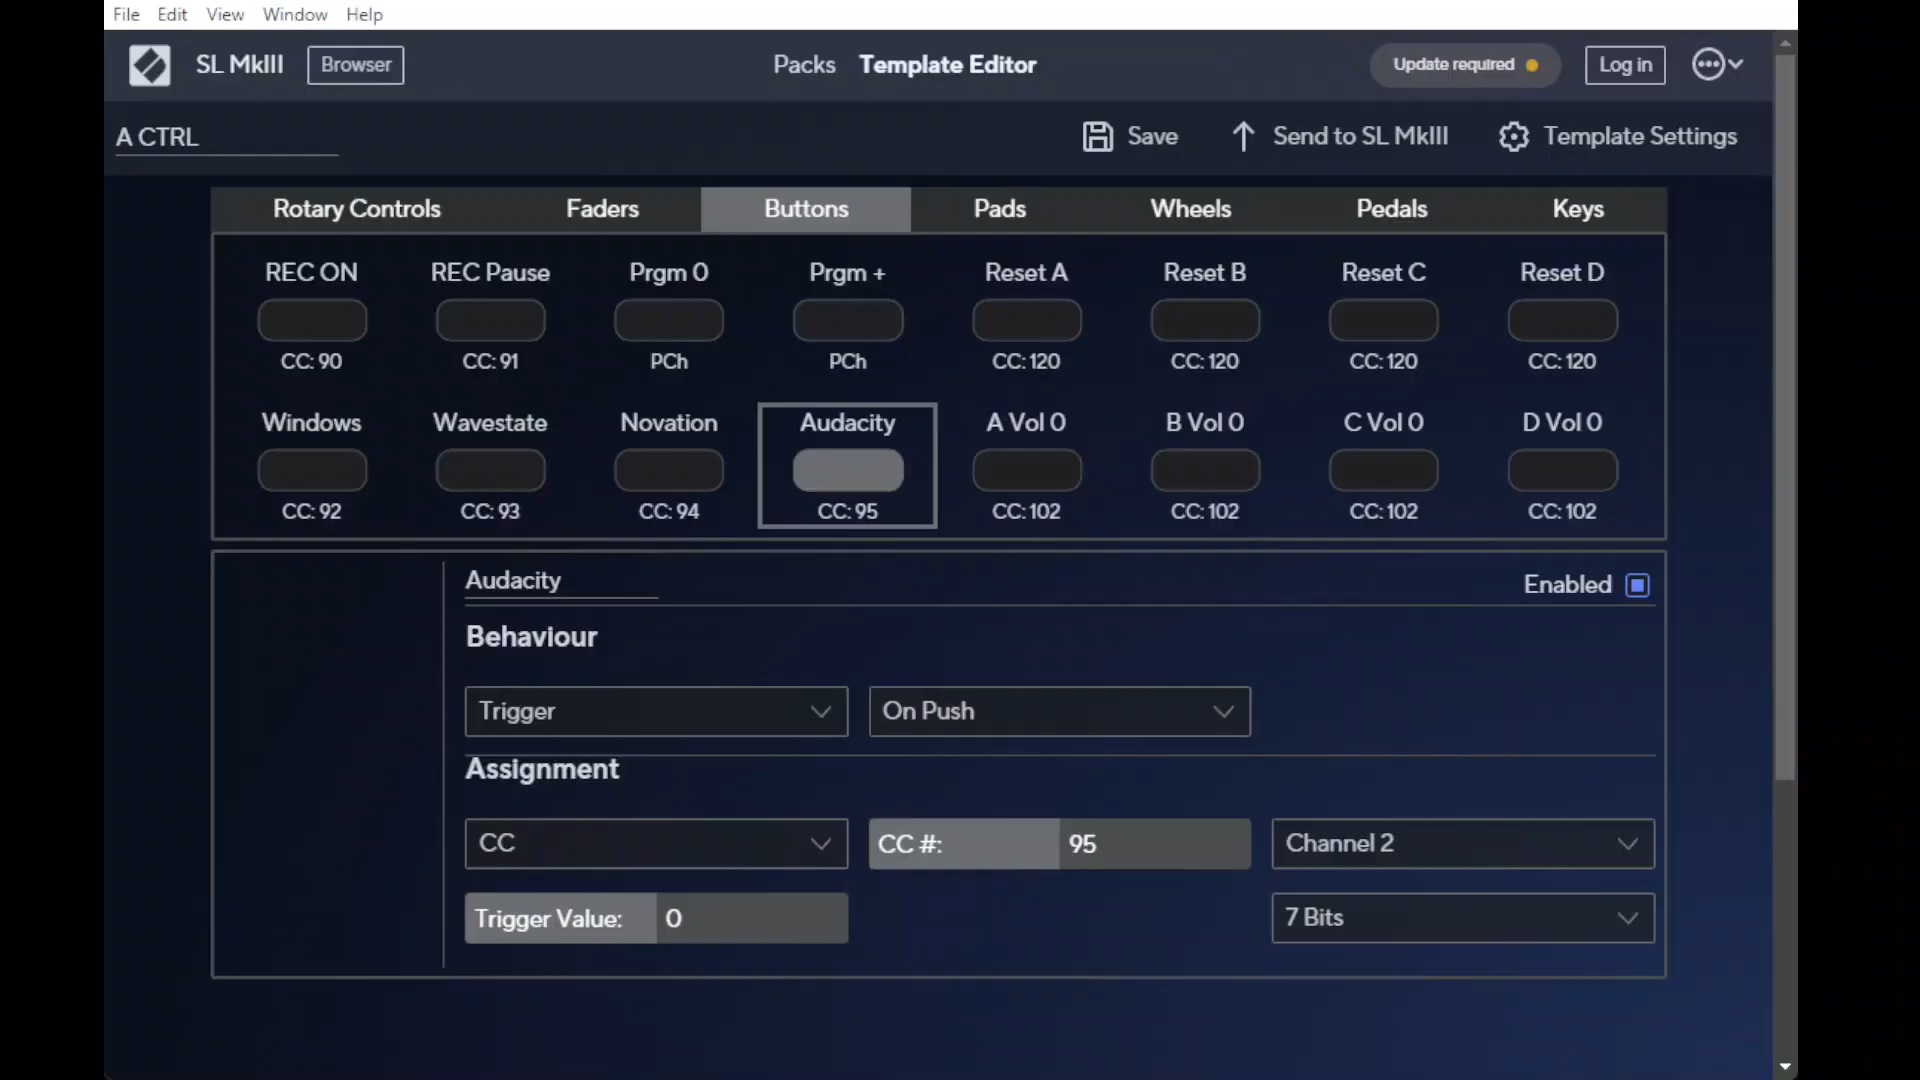 File Edit View Window Help
SL MkIII Browser Packs Template Editor Update required Log in
A CTRL Save Send to SL MkIII Template Settings
Rotary Controls Faders Buttons Pads Wheels Pedals Keys
REC ON REC Pause Prgm 0 Prgm + Reset A Reset B Reset C Reset D
CC: 90 CC: 91 PCh PCh CC: 120 CC: 120 CC: 120 CC: 120
Windows Wavestate Novation Audacity A Vol 0 B Vol 0 C Vol 0 D Vol 0
CC: 92 CC: 93 CC: 94 CC: 95 CC: 102 CC: 102 CC: 102 CC: 102
Audacity Enabled
Behaviour
Trigger On Push
Assignment
CC CC #: 95 Channel 2
Trigger Value: 0 7 Bits